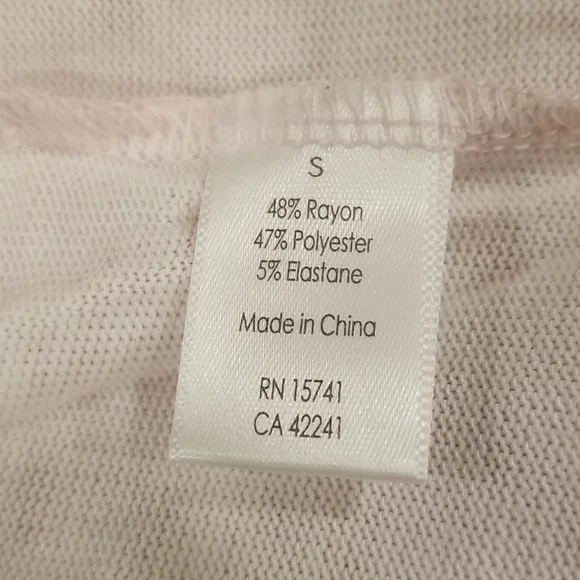 S
48% Rayon
47% Polyester
5% Elastane
Made in China
RN 15741
CA 42241